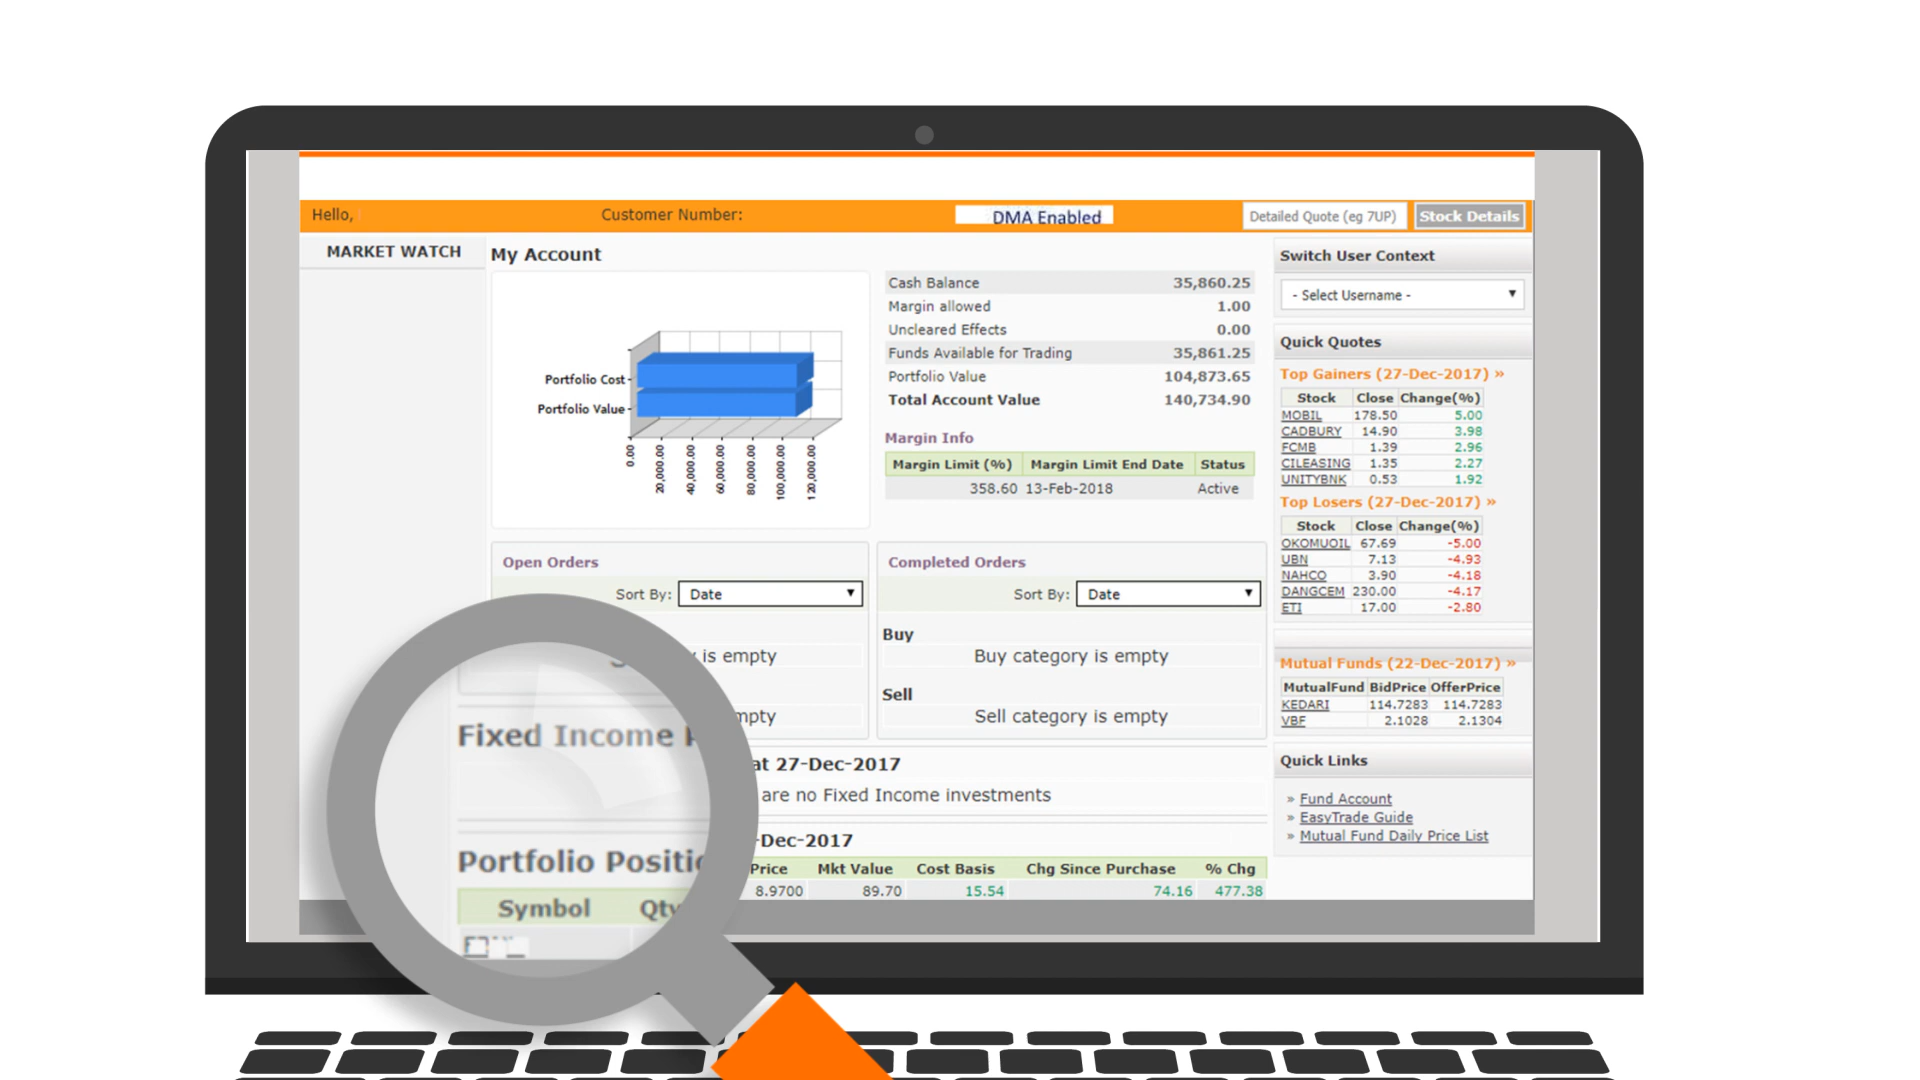 Hello,
Customer Number:
DMA Enabled
Detailed Quote (eg 7UP)
Stock Details
MARKET WATCH
My Account
Portfolio Cost
Portfolio Value
0.00
20,000.00
40,000.00
60,000.00
80,000.00
100,000.00
120,000.00
Cash Balance 35,860.25
Margin allowed 1.00
Uncleared Effects 0.00
Funds Available for Trading 35,861.25
Portfolio Value 104,873.65
Total Account Value 140,734.90
Margin Info
Margin Limit (%) Margin Limit End Date Status
358.60 13-Feb-2018 Active
Open Orders
Sort By: Date
is empty
Completed Orders
Sort By: Date
Buy
Buy category is empty
Sell
Sell category is empty
Fixed Income
at 27-Dec-2017
are no Fixed Income investments
Portfolio Positio
-Dec-2017
Symbol Qty
Price Mkt Value Cost Basis Chg Since Purchase % Chg
8.9700 89.70 15.54 74.16 477.38
Switch User Context
- Select Username -
Quick Quotes
Top Gainers (27-Dec-2017) »
Stock Close Change(%)
MOBIL 178.50 5.00
CADBURY 14.90 3.98
FCMB 1.39 2.96
CILEASING 1.35 2.27
UNITYBNK 0.53 1.92
Top Losers (27-Dec-2017) »
Stock Close Change(%)
OKOMUOIL 67.69 -5.00
UBN 7.13 -4.93
NAHCO 3.90 -4.18
DANGCEM 230.00 -4.17
ETI 17.00 -2.80
Mutual Funds (22-Dec-2017) »
MutualFund BidPrice OfferPrice
KEDARI 114.7283 114.7283
VBF 2.1028 2.1304
Quick Links
» Fund Account
» EasyTrade Guide
» Mutual Fund Daily Price List